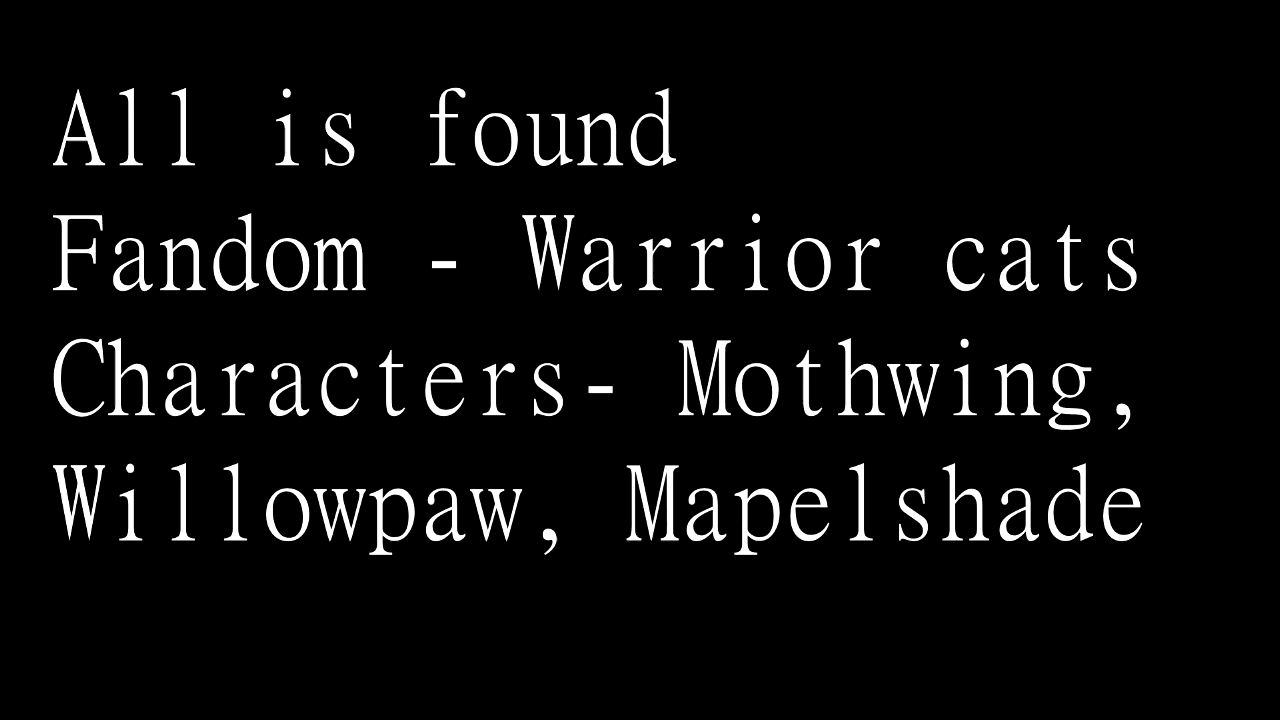 All is found
Fandom - Warrior cats
Characters- Mothwing,
Willowpaw, Mapelshade